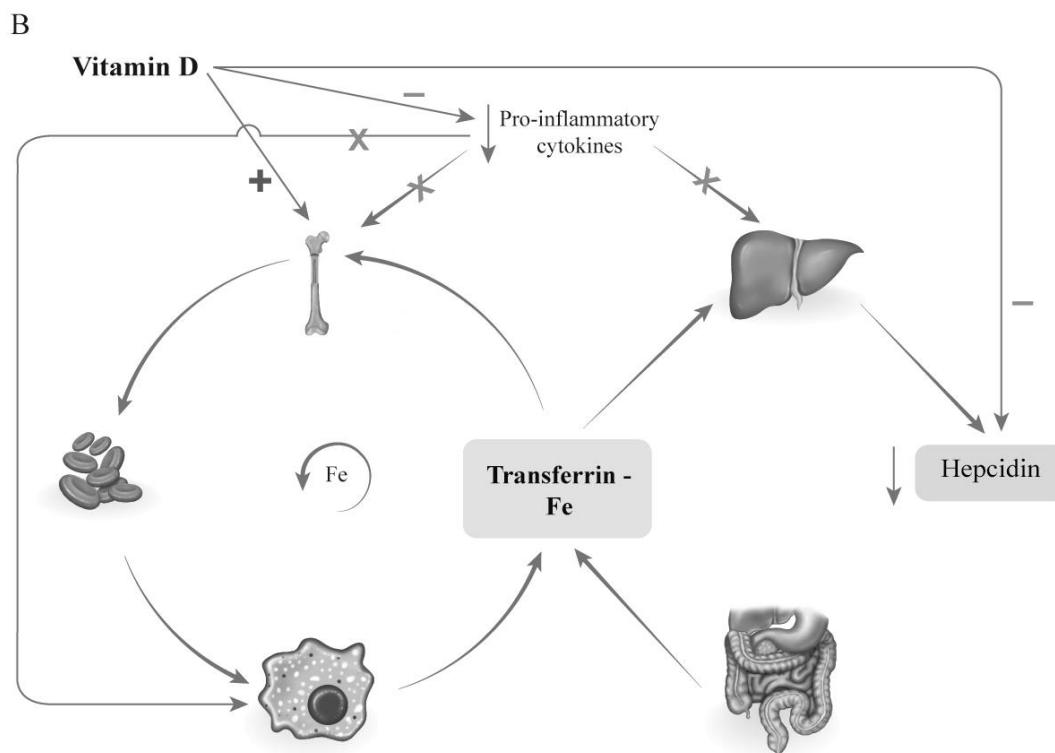 B
Vitamin D
−
Pro-inflammatory
cytokines
x
+
x
x
−
Fe
Transferrin -
Fe
Hepcidin